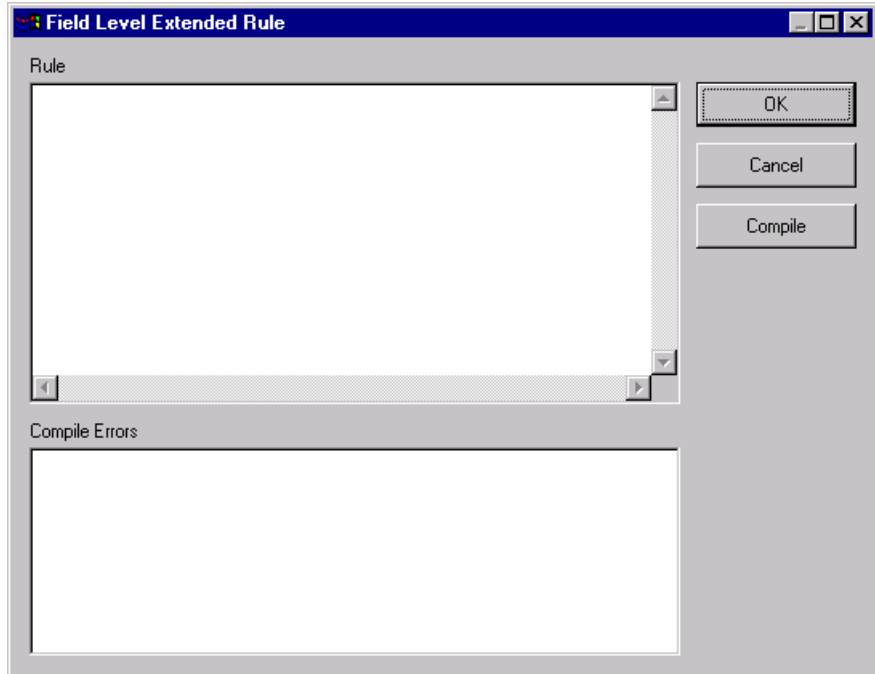 Field Level Extended Rule
Rule
OK
Cancel
Compile
Compile Errors